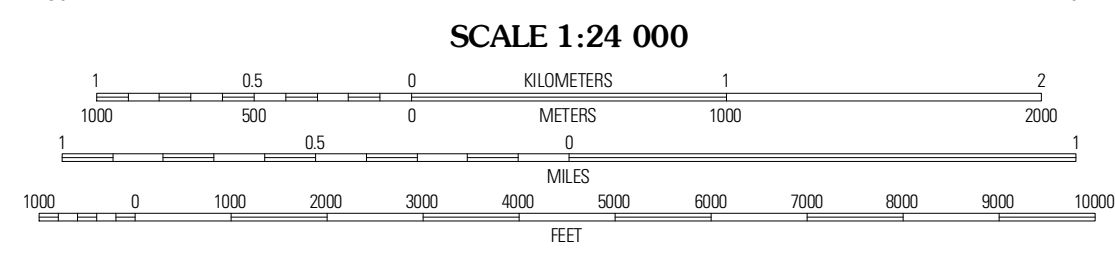 SCALE 1:24 000
1 0.5 0 KILOMETERS 1 2
1000 500 0 METERS 1000 2000
1 0.5 0 1
MILES
1000 0 1000 2000 3000 4000 5000 6000 7000 8000 9000 10000
FEET